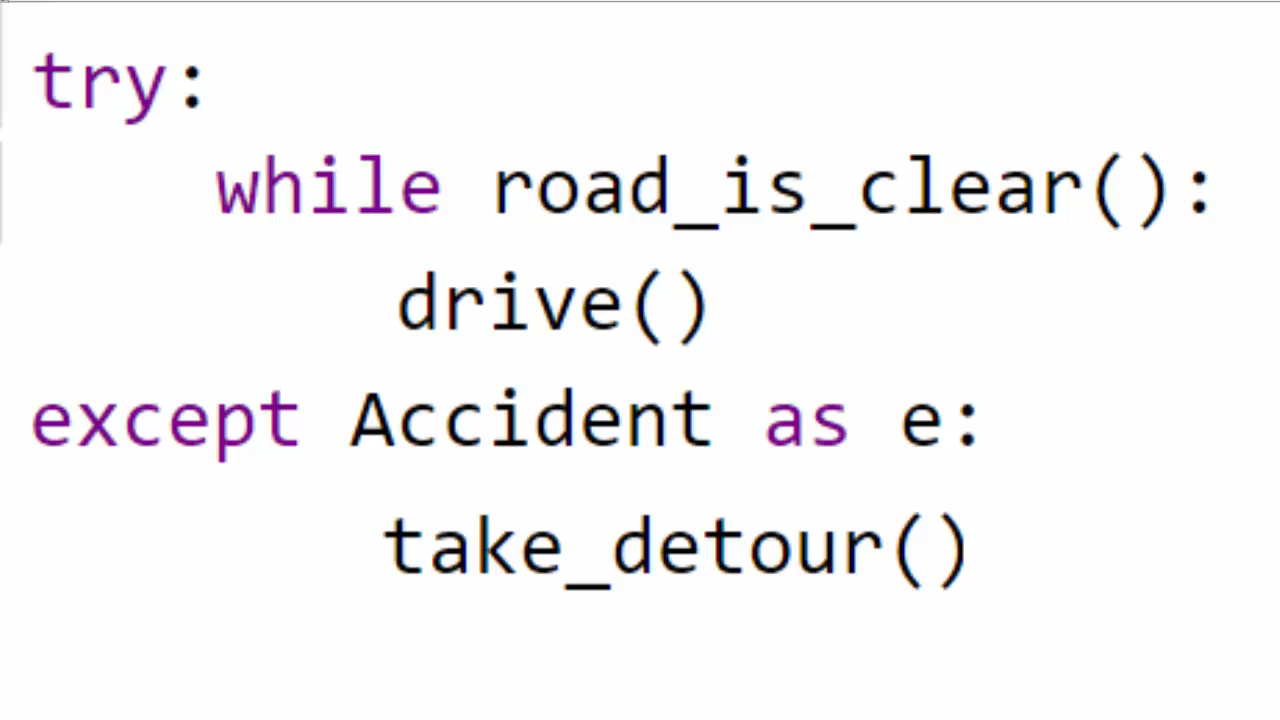 try:
    while road_is_clear():
        drive()
except Accident as e:
        take_detour()